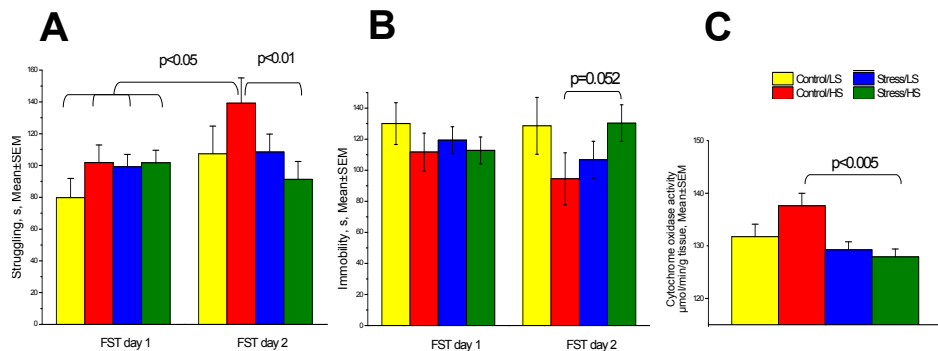 A
p<0.05
p<0.01
Struggling, s, Mean±SEM
160
140
120
100
80
60
40
20
0
FST day 1
FST day 2
B
p=0.052
Immobility, s, Mean±SEM
160
140
120
100
80
60
40
20
0
FST day 1
FST day 2
C
Control/LS
Stress/LS
Control/HS
Stress/HS
p<0.005
Cytochrome oxidase activity
μmol/min/g tissue, Mean±SEM
150
140
130
120